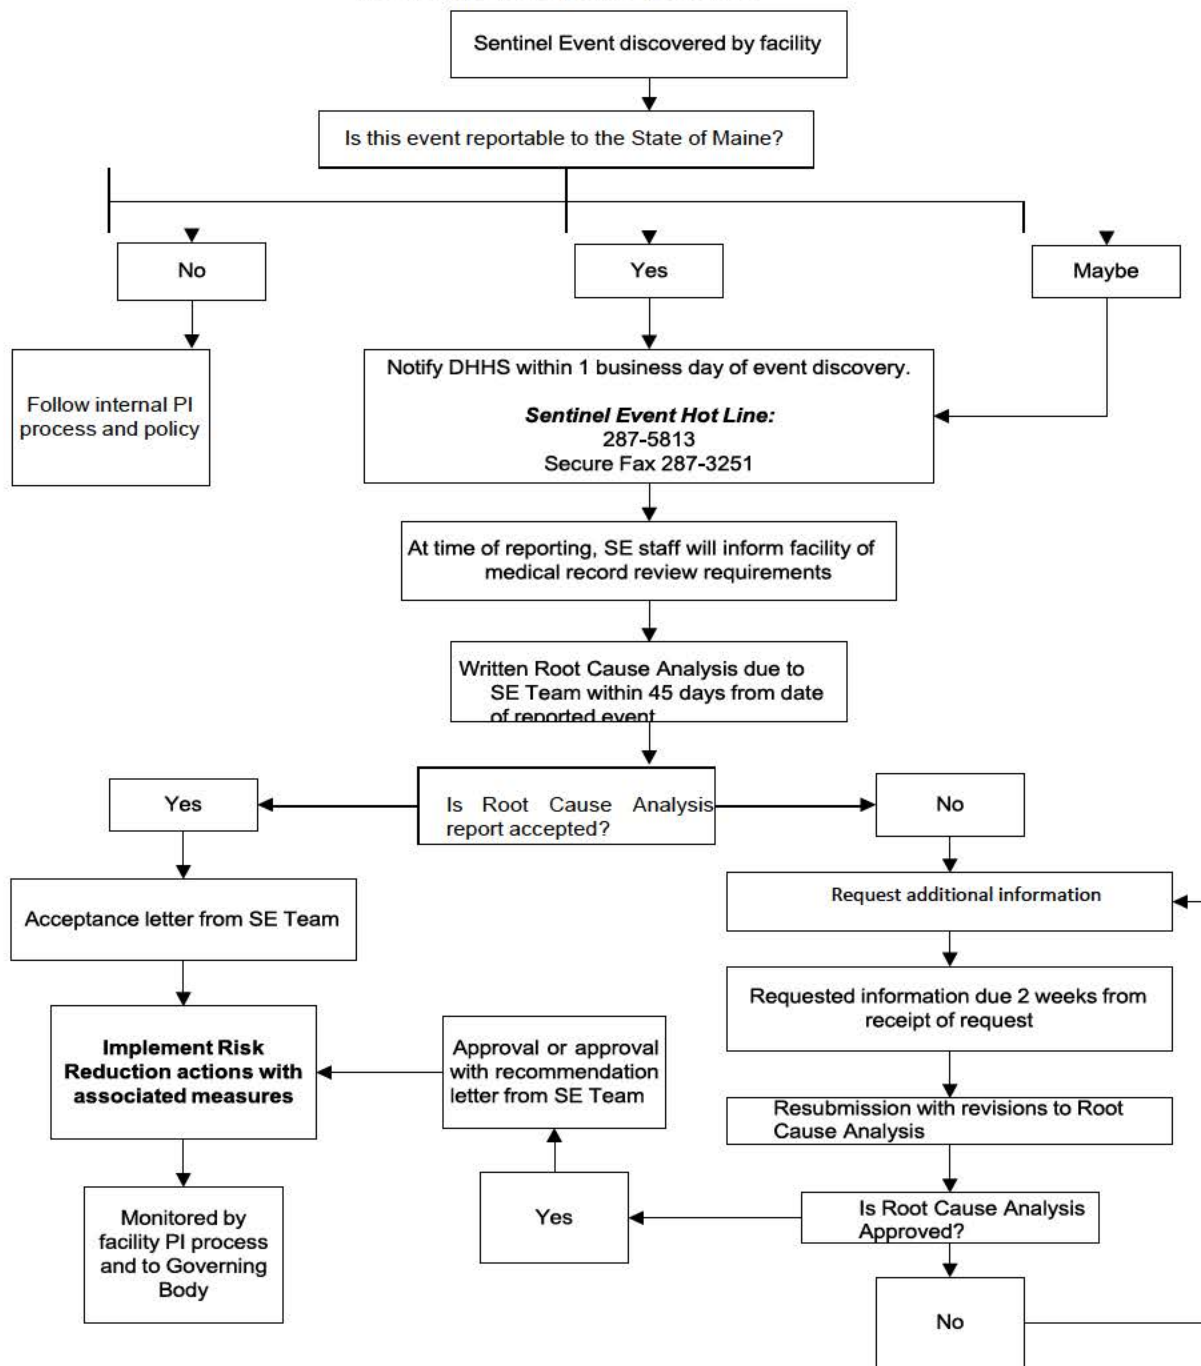 Sentinel Event discovered by facility
Is this event reportable to the State of Maine?
No
Yes
Maybe
Follow internal PI
process and policy
Notify DHHS within 1 business day of event discovery.
Sentinel Event Hot Line:
287-5813
Secure Fax 287-3251
At time of reporting, SE staff will inform facility of
medical record review requirements
Written Root Cause Analysis due to
SE Team within 45 days from date
of reported event
Yes
Is Root Cause Analysis
report accepted?
No
Acceptance letter from SE Team
Request additional information
Requested information due 2 weeks from
receipt of request
Implement Risk
Reduction actions with
associated measures
Approval or approval
with recommendation
letter from SE Team
Resubmission with revisions to Root
Cause Analysis
Yes
Is Root Cause Analysis
Approved?
Monitored by
facility PI process
and to Governing
Body
No